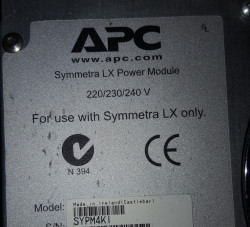 APC
www.apc.com
Symmetra LX Power Module
220/230/240 V
For use with Symmetra LX only.
N 394
CE
Model:
Made in Ireland(Castlebar)
SYPM4KI
S/N: